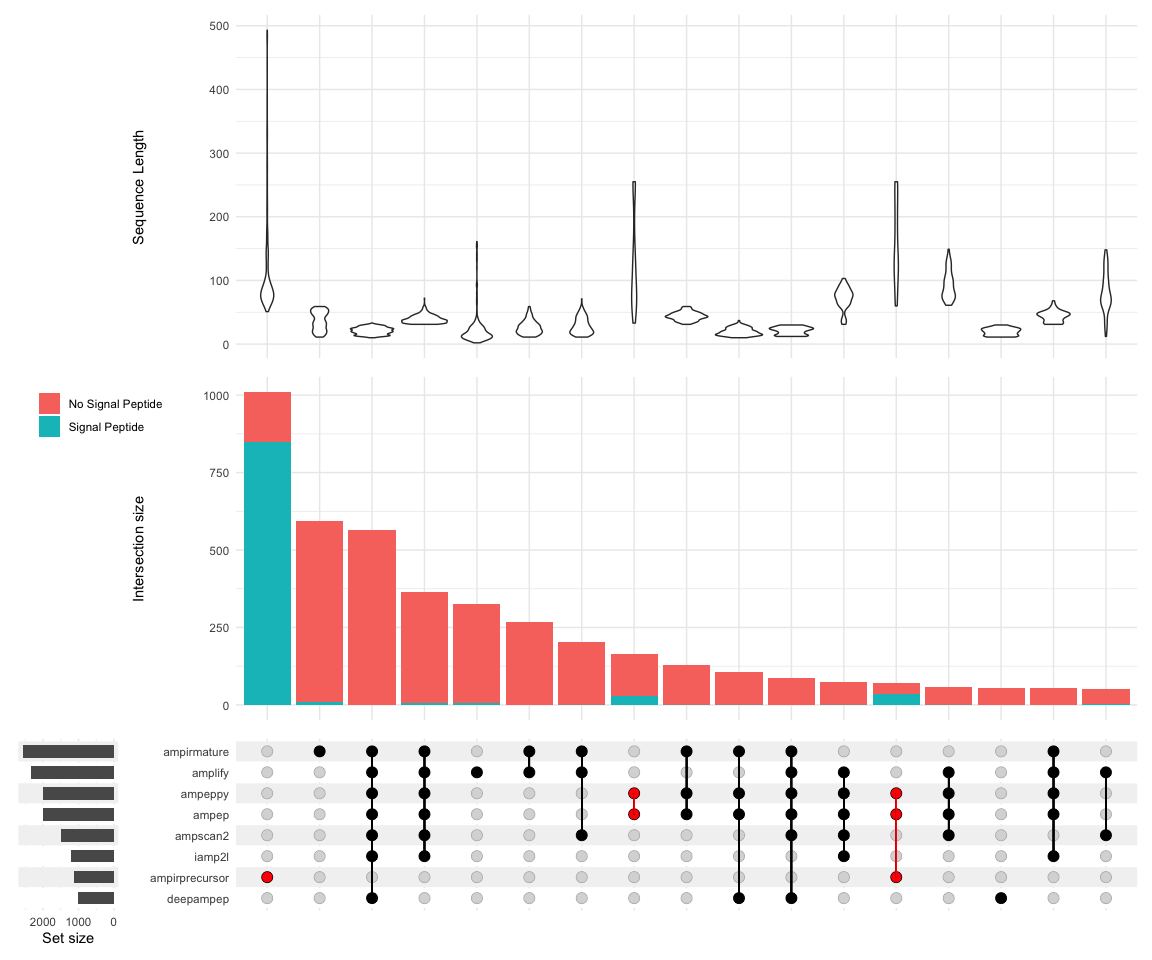 500
400
300
200
100
0
Sequence Length
No Signal Peptide
Signal Peptide
1000
750
500
250
0
Intersection size
ampirmature
amplify
ampeppy
ampep
ampscan2
iamp2l
ampirprecursor
deepampep
2000 1000 0
Set size